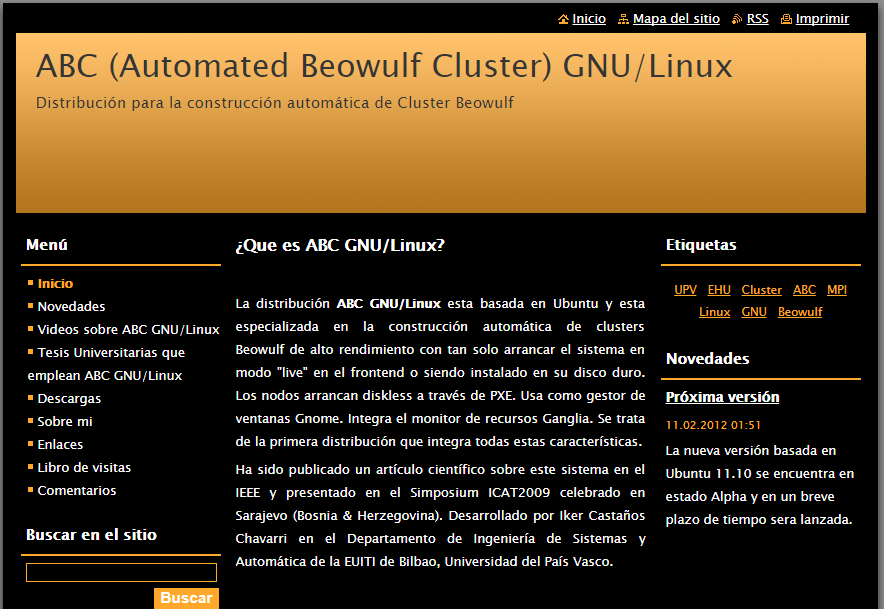 Inicio Mapa del sitio RSS Imprimir
ABC (Automated Beowulf Cluster) GNU/Linux
Distribución para la construcción automática de Cluster Beowulf
Menú
Inicio
Novedades
Videos sobre ABC GNU/Linux
Tesis Universitarias que
emplean ABC GNU/Linux
Descargas
Sobre mi
Enlaces
Libro de visitas
Comentarios
Buscar en el sitio
Buscar
¿Que es ABC GNU/Linux?
La distribución ABC GNU/Linux esta basada en Ubuntu y esta
especializada en la construcción automática de clusters
Beowulf de alto rendimiento con tan solo arrancar el sistema en
modo "live" en el frontend o siendo instalado en su disco duro.
Los nodos arrancan diskless a través de PXE. Usa como gestor de
ventanas Gnome. Integra el monitor de recursos Ganglia. Se trata
de la primera distribución que integra todas estas características.
Ha sido publicado un artículo científico sobre este sistema en el
IEEE y presentado en el Simposium ICAT2009 celebrado en
Sarajevo (Bosnia & Herzegovina). Desarrollado por Iker Castaños
Chavarri en el Departamento de Ingeniería de Sistemas y
Automática de la EUITI de Bilbao, Universidad del País Vasco.
Etiquetas
UPV EHU Cluster ABC MPI
Linux GNU Beowulf
Novedades
Próxima versión
11.02.2012 01:51
La nueva versión basada en
Ubuntu 11.10 se encuentra en
estado Alpha y en un breve
plazo de tiempo sera lanzada.